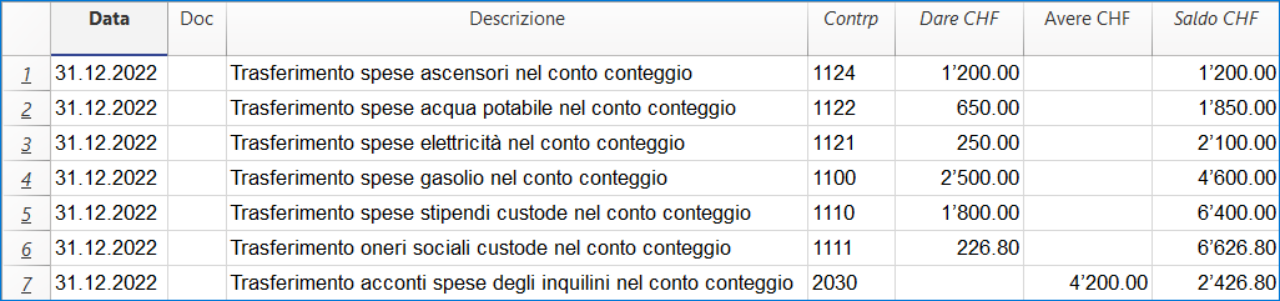 Data Doc Descrizione Contrp Dare CHF Avere CHF Saldo CHF
1 31.12.2022 Trasferimento spese ascensori nel conto conteggio 1124 1’200.00 1’200.00
2 31.12.2022 Trasferimento spese acqua potabile nel conto conteggio 1122 650.00 1’850.00
3 31.12.2022 Trasferimento spese elettricità nel conto conteggio 1121 250.00 2’100.00
4 31.12.2022 Trasferimento spese gasolio nel conto conteggio 1100 2’500.00 4’600.00
5 31.12.2022 Trasferimento spese stipendi custode nel conto conteggio 1110 1’800.00 6’400.00
6 31.12.2022 Trasferimento oneri sociali custode nel conto conteggio 1111 226.80 6’626.80
7 31.12.2022 Trasferimento acconti spese degli inquilini nel conto conteggio 2030 4’200.00 2’426.80